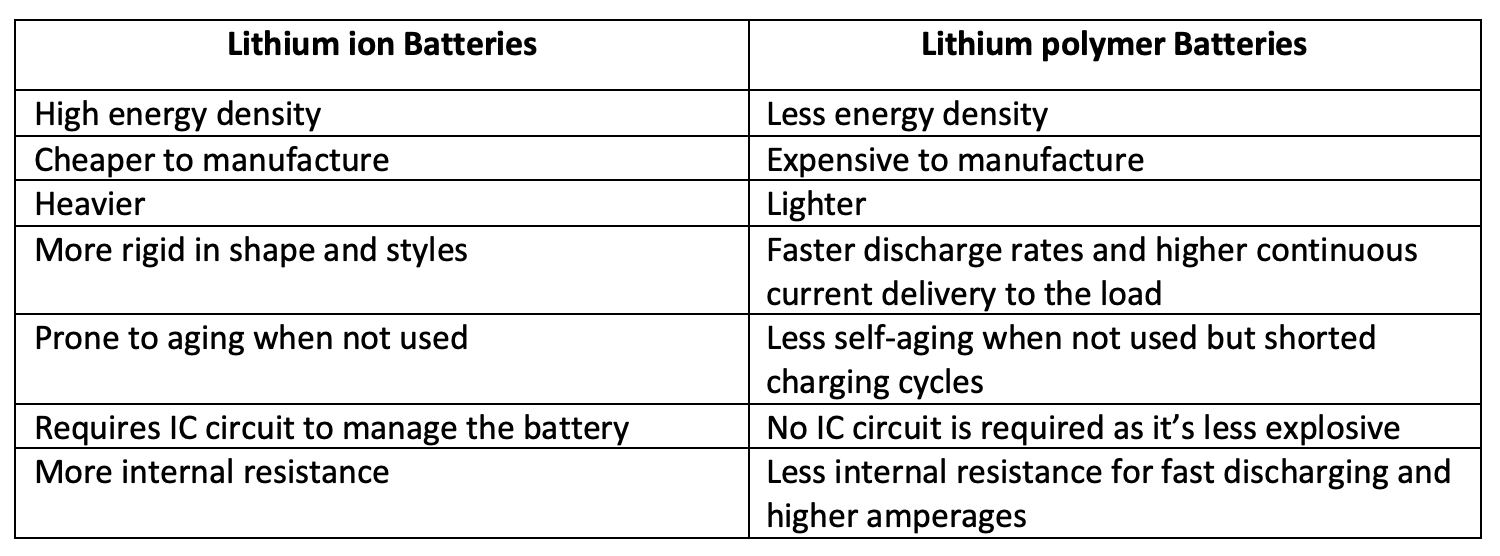 Lithium ion Batteries
Lithium polymer Batteries
High energy density
Less energy density
Cheaper to manufacture
Expensive to manufacture
Heavier
Lighter
More rigid in shape and styles
Faster discharge rates and higher continuous
current delivery to the load
Prone to aging when not used
Less self-aging when not used but shorted
charging cycles
Requires IC circuit to manage the battery
No IC circuit is required as it’s less explosive
More internal resistance
Less internal resistance for fast discharging and
higher amperages